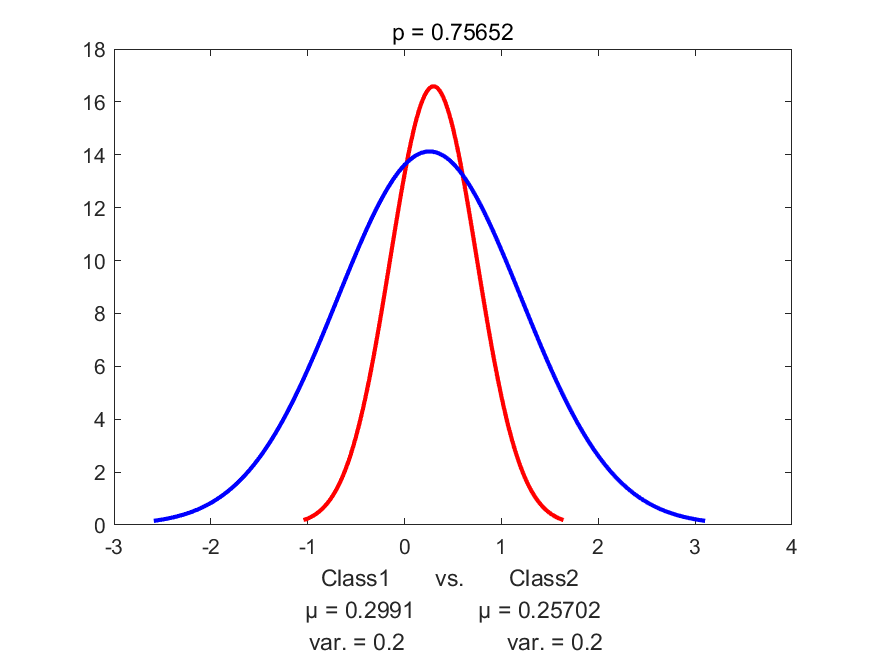 p = 0.75652
18
16
14
12
10
8
6
4
2
0
-3 -2 -1 0 1 2 3 4
Class1 vs. Class2
μ = 0.2991 μ = 0.25702
var. = 0.2 var. = 0.2